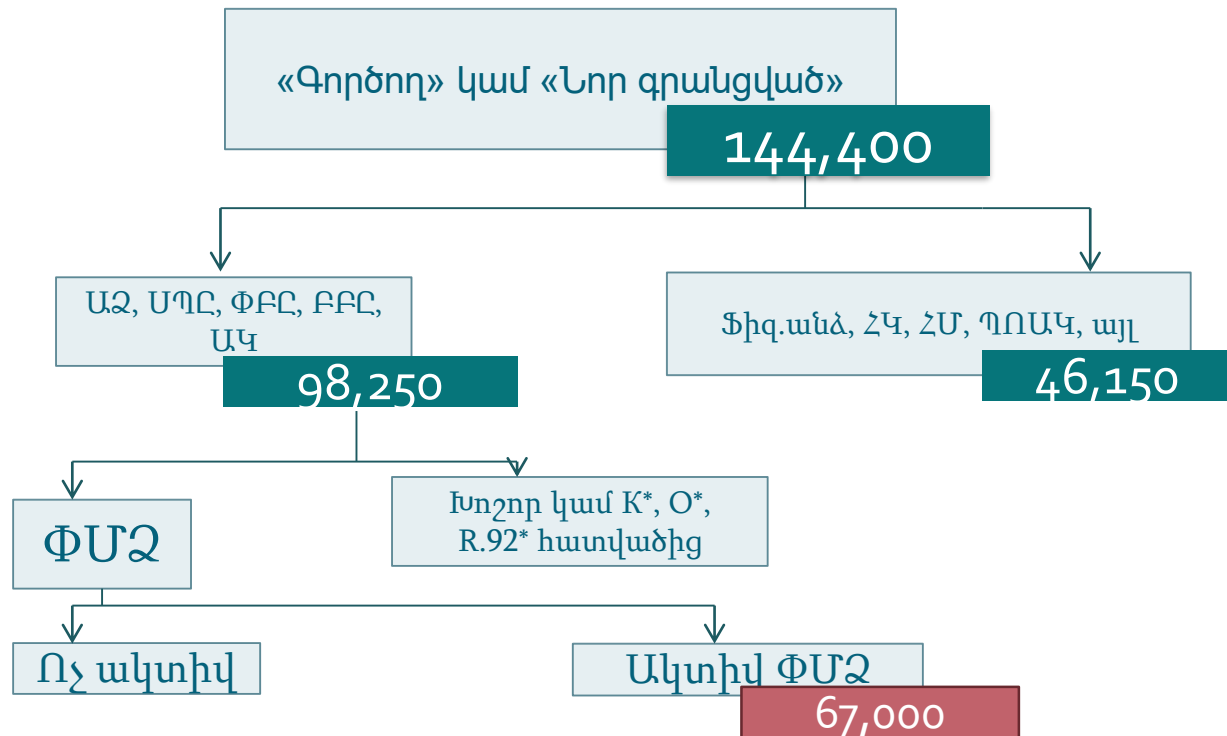 «Գործող» կամ «Նոր գրանցված»
144,400
ԱՁ, ՍՊԸ, ՓԲԸ, ԲԲԸ,
ԱԿ
98,250
Ֆիզ.անձ, ՀԿ, ՀՄ, ՊՈԱԿ, այլ
46,150
ՓՄՁ
Խոշոր կամ K*, O*,
R.92* հատվածից
Ոչ ակտիվ
Ակտիվ ՓՄՁ
67,000